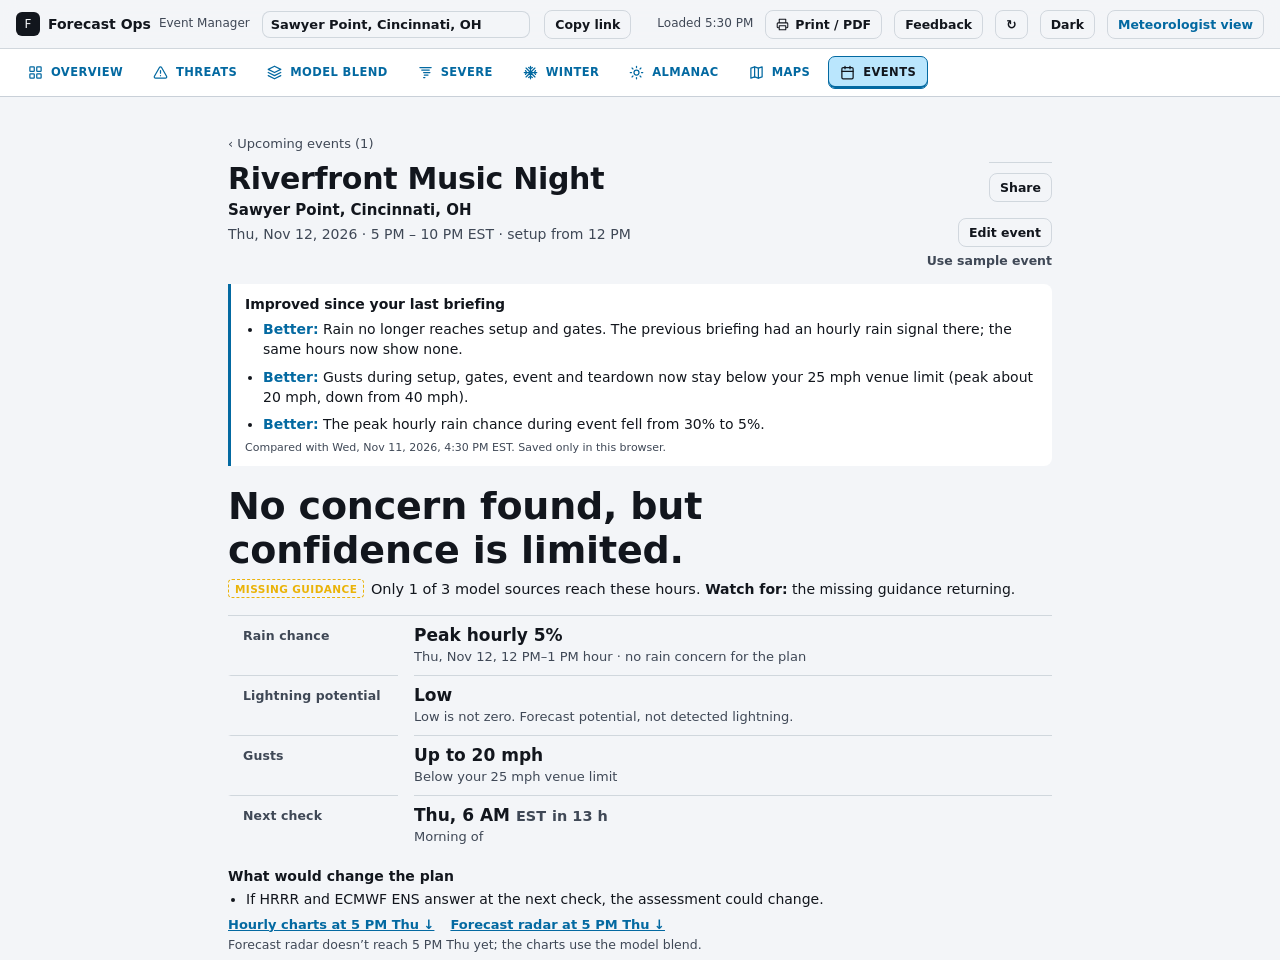 F Forecast Ops Event Manager Sawyer Point, Cincinnati, OH Copy link Loaded 5:30 PM Print / PDF Feedback ↻ Dark Meteorologist view
OVERVIEW THREATS MODEL BLEND SEVERE WINTER ALMANAC MAPS EVENTS
‹ Upcoming events (1)
Riverfront Music Night
Share
Sawyer Point, Cincinnati, OH
Thu, Nov 12, 2026 · 5 PM – 10 PM EST · setup from 12 PM
Edit event
Use sample event
Improved since your last briefing
• Better: Rain no longer reaches setup and gates. The previous briefing had an hourly rain signal there; the
same hours now show none.
• Better: Gusts during setup, gates, event and teardown now stay below your 25 mph venue limit (peak about
20 mph, down from 40 mph).
• Better: The peak hourly rain chance during event fell from 30% to 5%.
Compared with Wed, Nov 11, 2026, 4:30 PM EST. Saved only in this browser.
No concern found, but
confidence is limited.
MISSING GUIDANCE Only 1 of 3 model sources reach these hours. Watch for: the missing guidance returning.
Rain chance Peak hourly 5%
Thu, Nov 12, 12 PM–1 PM hour · no rain concern for the plan
Lightning potential Low
Low is not zero. Forecast potential, not detected lightning.
Gusts Up to 20 mph
Below your 25 mph venue limit
Next check Thu, 6 AM EST in 13 h
Morning of
What would change the plan
• If HRRR and ECMWF ENS answer at the next check, the assessment could change.
Hourly charts at 5 PM Thu ↓ Forecast radar at 5 PM Thu ↓
Forecast radar doesn’t reach 5 PM Thu yet; the charts use the model blend.